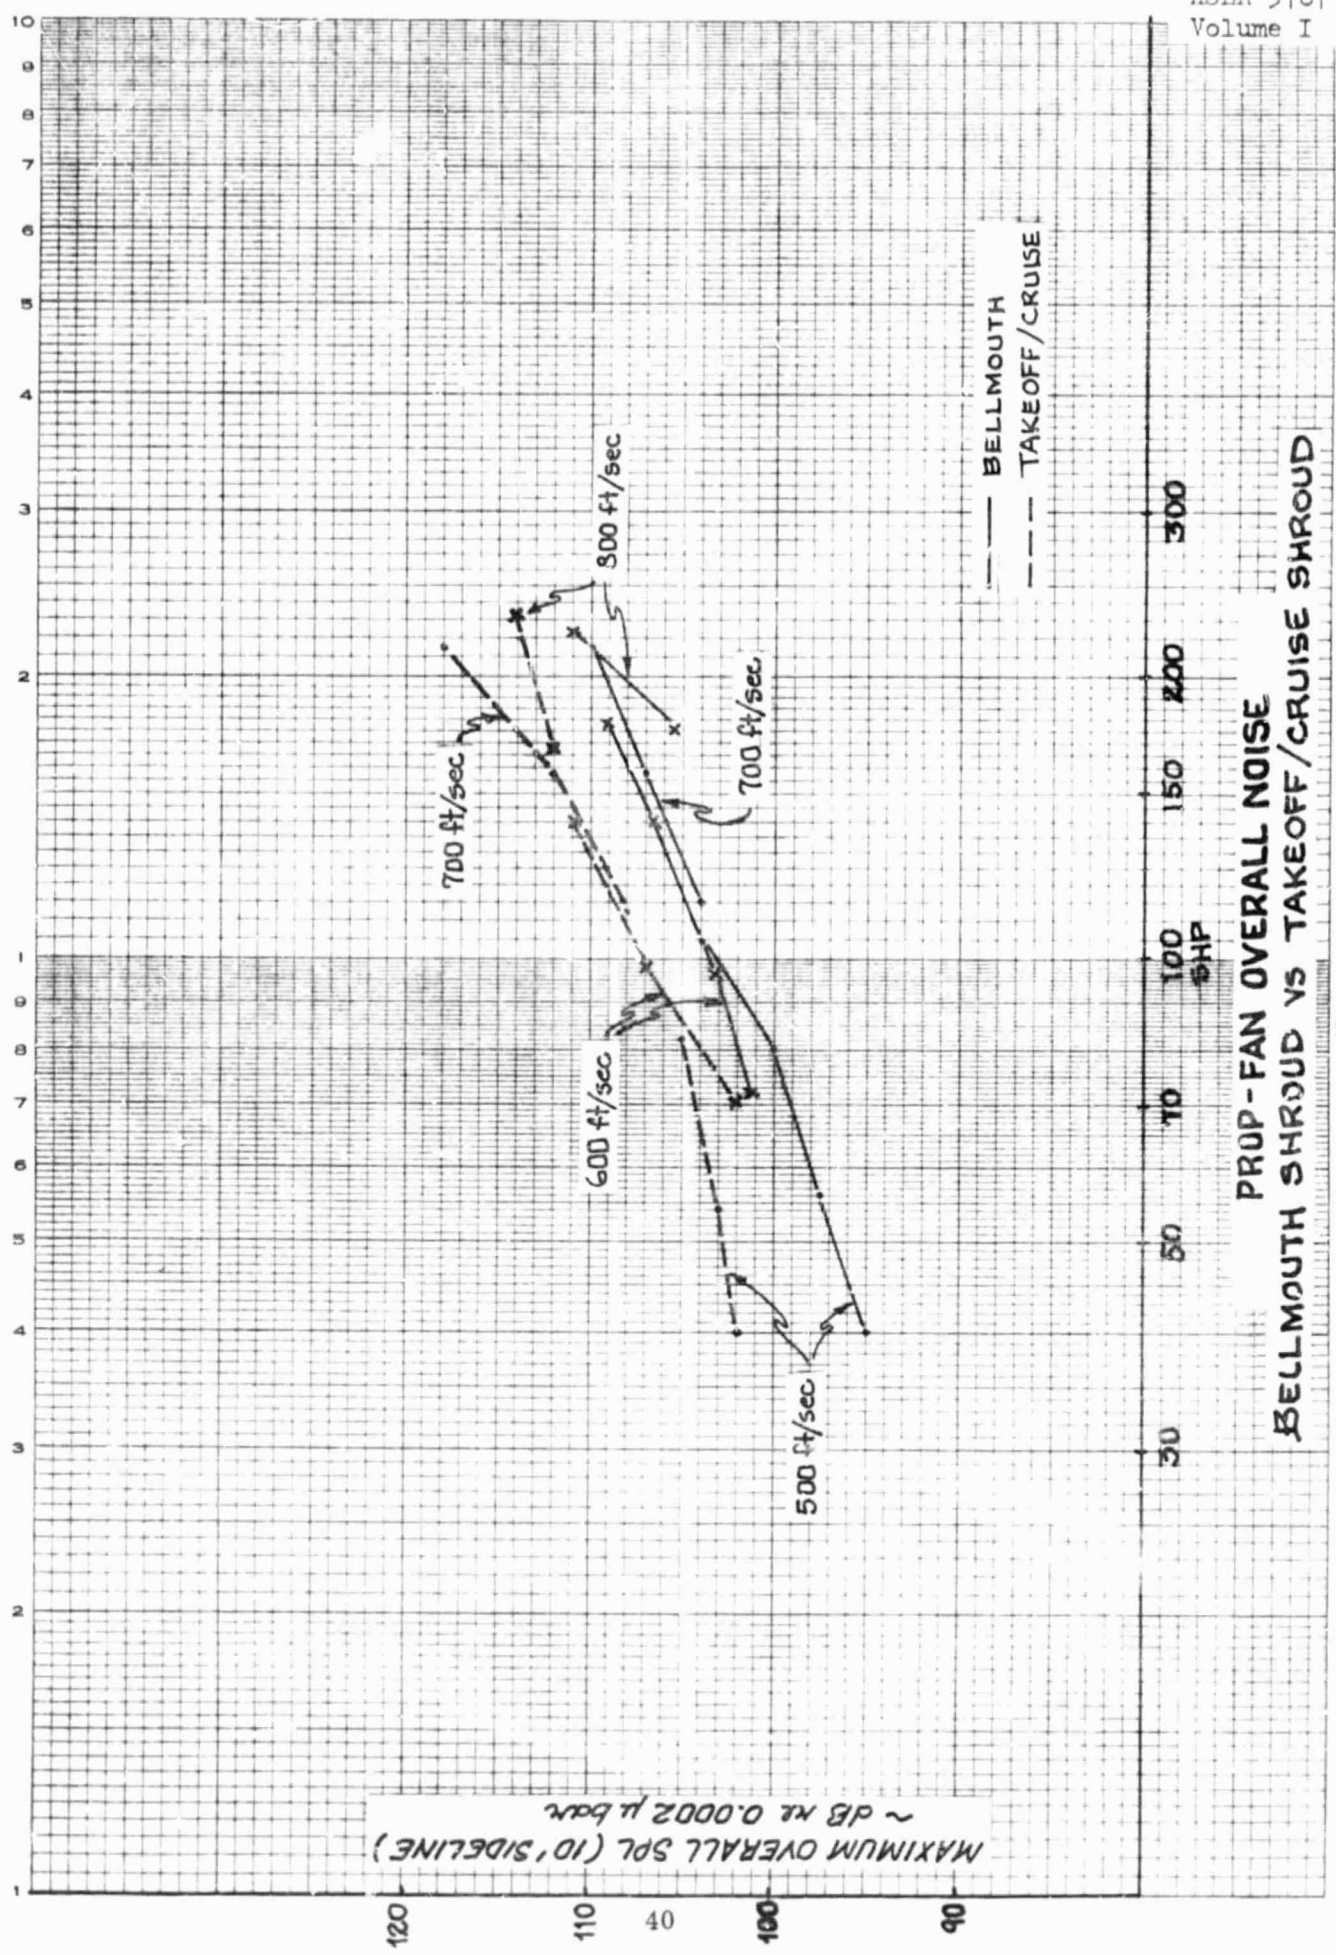 Volume I
10
9
8
7
6
5
4
3
2
1
9
8
7
6
5
4
3
2
1
120
110
100
90
MAXIMUM OVERALL SPL (10' SIDELINE)
~ dB re 0.0002 μ bar
700 ft/sec
800 ft/sec
700 ft/sec
600 ft/sec
500 ft/sec
BELLMOUTH
TAKEOFF/CRUISE
30
50
70
100
150
200
300
SHP
PROP-FAN OVERALL NOISE
BELLMOUTH SHROUD VS TAKEOFF/CRUISE SHROUD
40